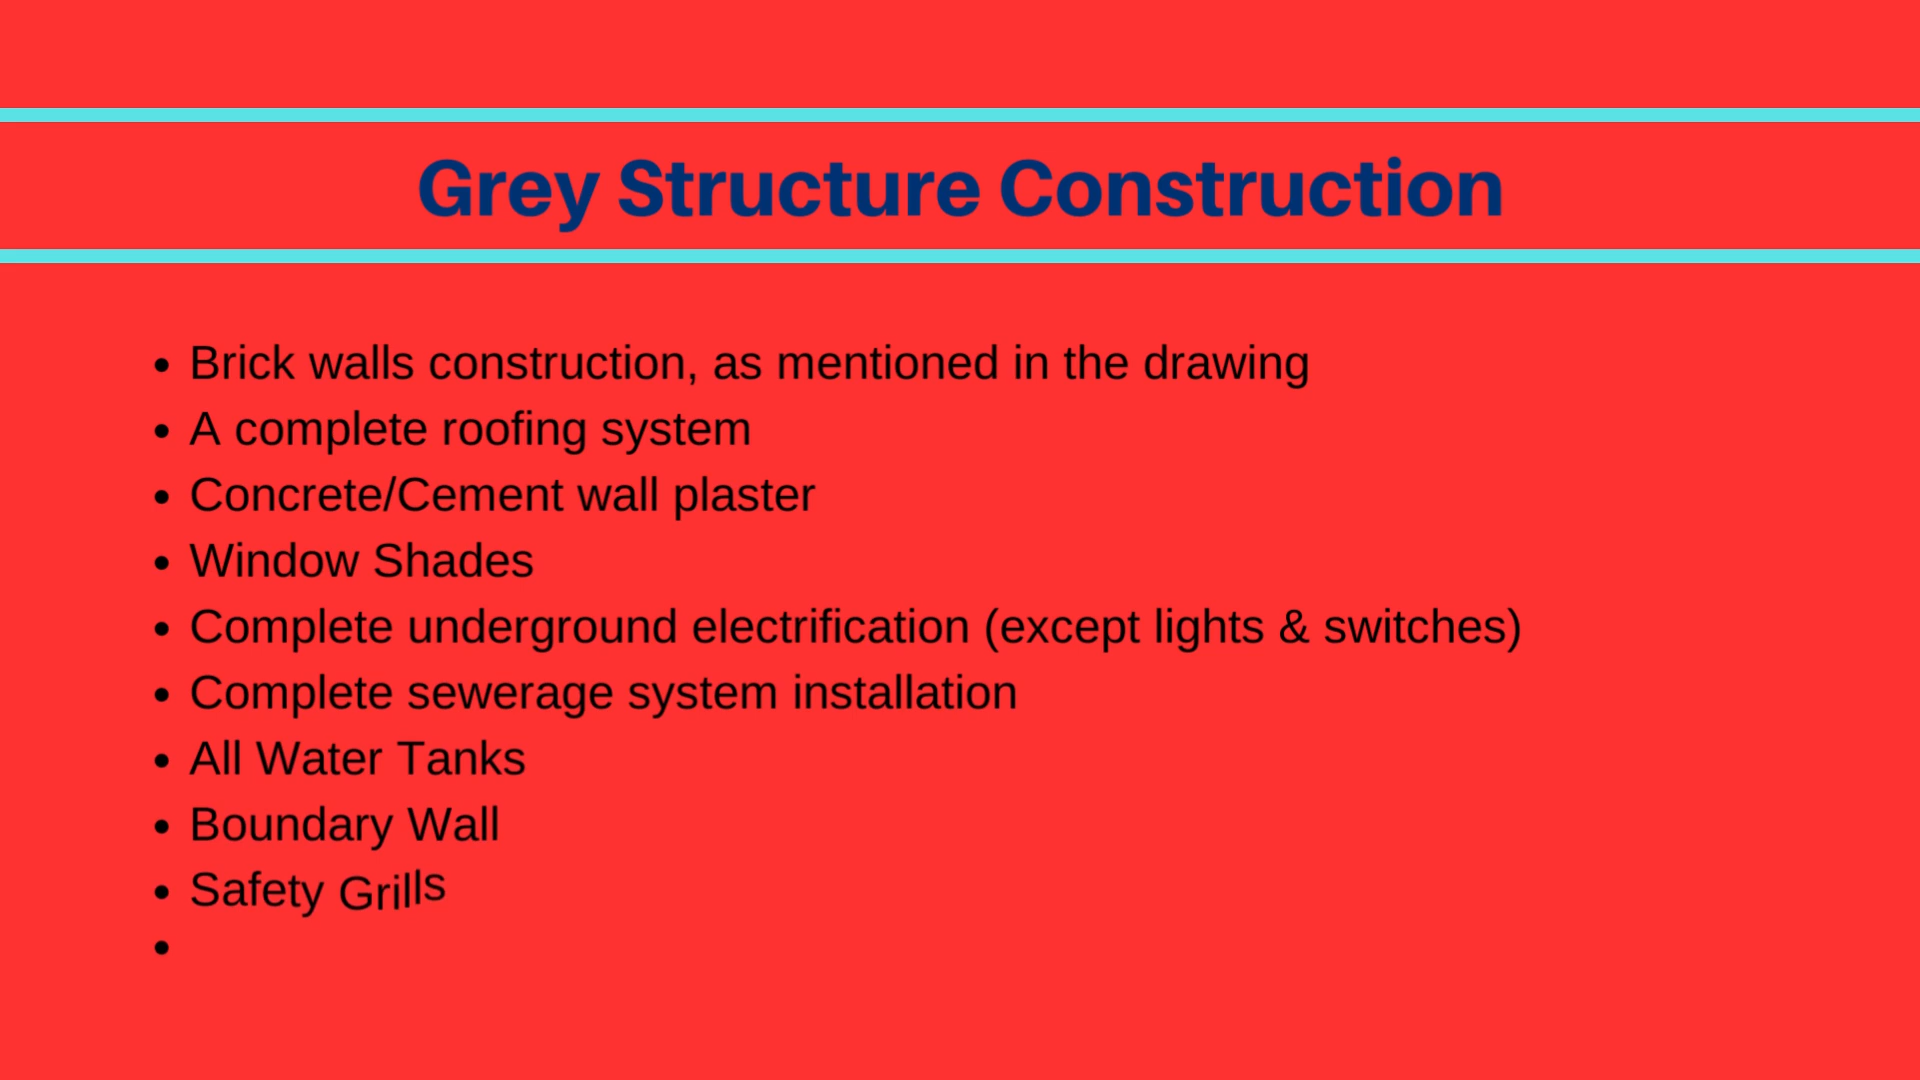 Grey Structure Construction
• Brick walls construction, as mentioned in the drawing
• A complete roofing system
• Concrete/Cement wall plaster
• Window Shades
• Complete underground electrification (except lights & switches)
• Complete sewerage system installation
• All Water Tanks
• Boundary Wall
• Safety Grills
•